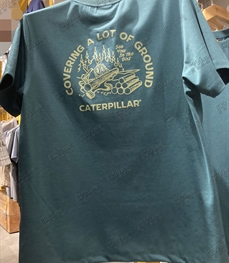 COVERING A LOT OF GROUND
CATERPILLAR